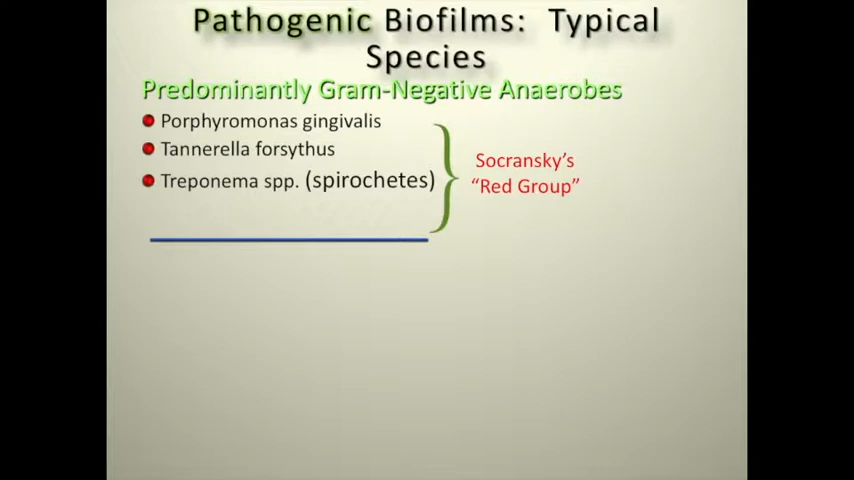 Pathogenic Biofilms: Typical
Species
Predominantly Gram-Negative Anaerobes
Porphyromonas gingivalis
Tannerella forsythus
Treponema spp. (spirochetes)
Socransky's
“Red Group”